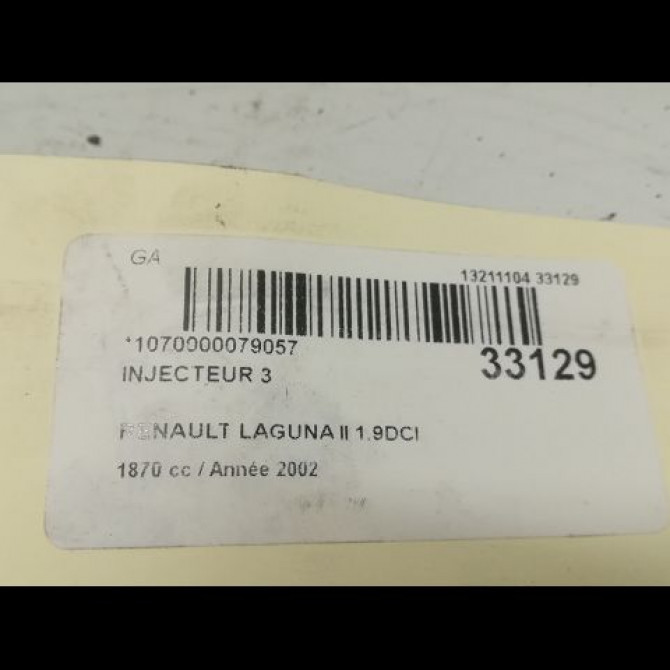 GA
13211104 33129
*1070000079057
33129
INJECTEUR 3
RENAULT LAGUNA II 1.9DCI
1870 cc / Année 2002